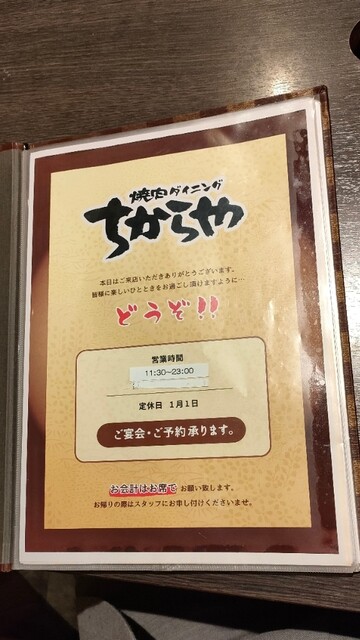 焼肉ダイニング
ちからや
本日はご来店いただきありがとうございます。
皆様に楽しいひとときをお過ごし頂けますように…
どうぞ!!
営業時間
11:30~23:00
定休日 1月1日
ご宴会・ご予約承ります。
お会計はお席で お願い致します。
お帰りの際はスタッフにお申し付けくださいませ。